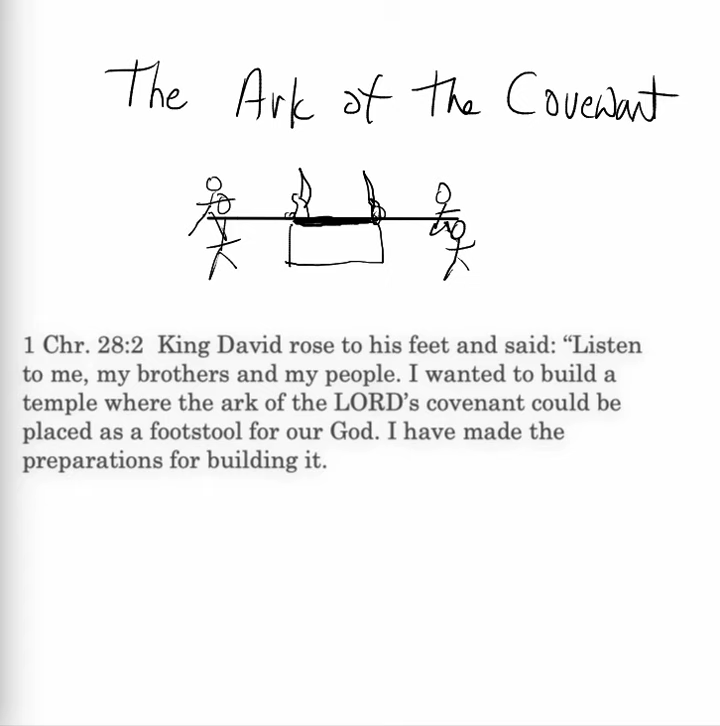 The Ark of the Covenant
1 Chr. 28:2 King David rose to his feet and said: “Listen
to me, my brothers and my people. I wanted to build a
temple where the ark of the LORD’s covenant could be
placed as a footstool for our God. I have made the
preparations for building it.